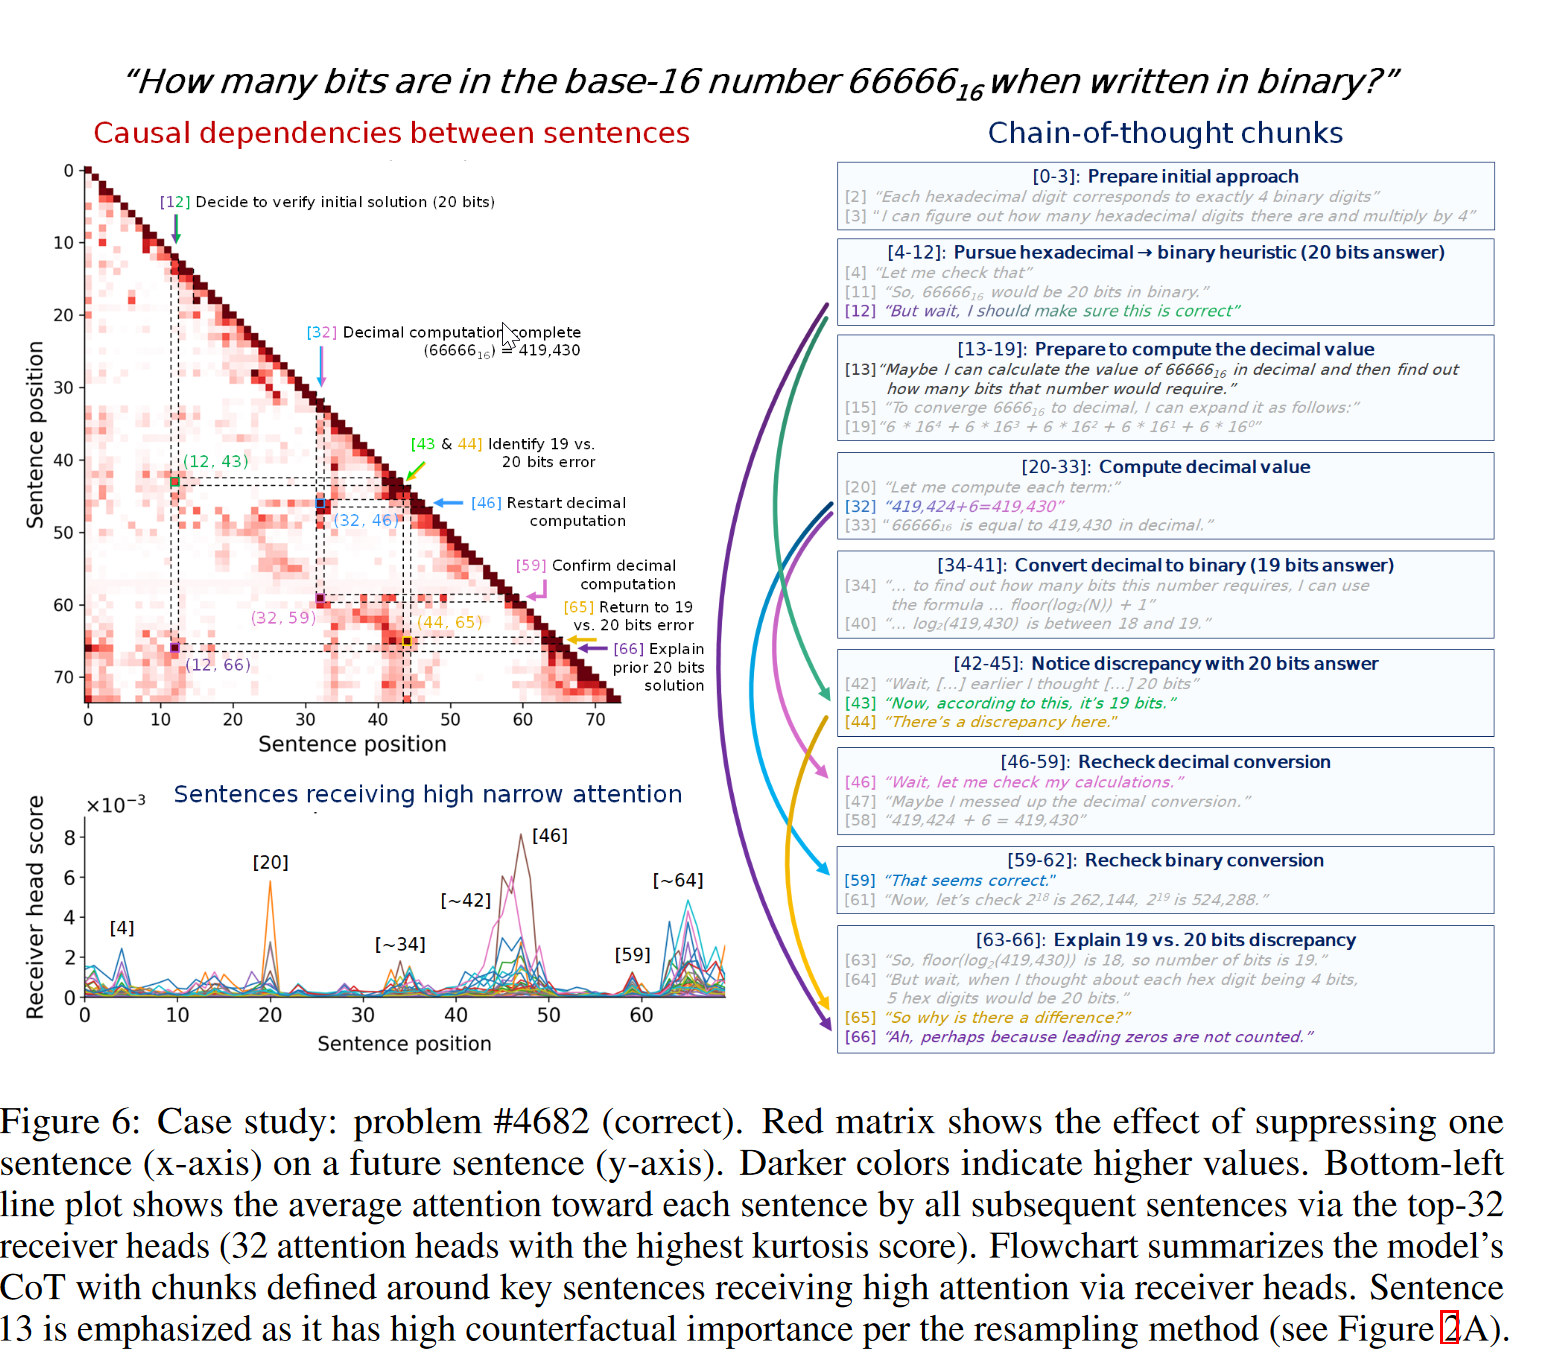 “How many bits are in the base-16 number 66666₁₆ when written in binary?”
Causal dependencies between sentences
0
10
20
30
40
50
60
70
Sentence position
[12] Decide to verify initial solution (20 bits)
[32] Decimal computation complete
(66666₁₆) = 419,430
[43 & 44] Identify 19 vs.
20 bits error
(12, 43)
[46] Restart decimal
computation
(32, 46)
[59] Confirm decimal
computation
(32, 59)
[65] Return to 19
vs. 20 bits error
(44, 65)
[66] Explain
prior 20 bits
solution
(12, 66)
0 10 20 30 40 50 60 70
Sentence position
×10⁻³
Sentences receiving high narrow attention
Receiver head score
8
6
4
2
0
[4]
[20]
[~34]
[~42]
[46]
[59]
[~64]
0 10 20 30 40 50 60
Sentence position
Chain-of-thought chunks
[0-3]: Prepare initial approach
[2] “Each hexadecimal digit corresponds to exactly 4 binary digits”
[3] “I can figure out how many hexadecimal digits there are and multiply by 4”
[4-12]: Pursue hexadecimal → binary heuristic (20 bits answer)
[4] “Let me check that”
[11] “So, 66666₁₆ would be 20 bits in binary.”
[12] “But wait, I should make sure this is correct”
[13-19]: Prepare to compute the decimal value
[13]“Maybe I can calculate the value of 66666₁₆ in decimal and then find out
how many bits that number would require.”
[15] “To converge 6666₁₆ to decimal, I can expand it as follows:”
[19]“6 * 16⁴ + 6 * 16³ + 6 * 16² + 6 * 16¹ + 6 * 16⁰”
[20-33]: Compute decimal value
[20] “Let me compute each term:”
[32] “419,424+6=419,430”
[33] “66666₁₆ is equal to 419,430 in decimal.”
[34-41]: Convert decimal to binary (19 bits answer)
[34] “... to find out how many bits this number requires, I can use
the formula ... floor(log₂(N)) + 1”
[40] “... log₂(419,430) is between 18 and 19.”
[42-45]: Notice discrepancy with 20 bits answer
[42] “Wait, [...] earlier I thought [...] 20 bits”
[43] “Now, according to this, it’s 19 bits.”
[44] “There’s a discrepancy here."
[46-59]: Recheck decimal conversion
[46] “Wait, let me check my calculations.”
[47] “Maybe I messed up the decimal conversion.”
[58] “419,424 + 6 = 419,430”
[59-62]: Recheck binary conversion
[59] “That seems correct."
[61] “Now, let’s check 2¹⁸ is 262,144, 2¹⁹ is 524,288.”
[63-66]: Explain 19 vs. 20 bits discrepancy
[63] “So, floor(log₂(419,430)) is 18, so number of bits is 19.”
[64] “But wait, when I thought about each hex digit being 4 bits,
5 hex digits would be 20 bits.”
[65] “So why is there a difference?”
[66] “Ah, perhaps because leading zeros are not counted.”
Figure 6: Case study: problem #4682 (correct). Red matrix shows the effect of suppressing one
sentence (x-axis) on a future sentence (y-axis). Darker colors indicate higher values. Bottom-left
line plot shows the average attention toward each sentence by all subsequent sentences via the top-32
receiver heads (32 attention heads with the highest kurtosis score). Flowchart summarizes the model’s
CoT with chunks defined around key sentences receiving high attention via receiver heads. Sentence
13 is emphasized as it has high counterfactual importance per the resampling method (see Figure 2A).